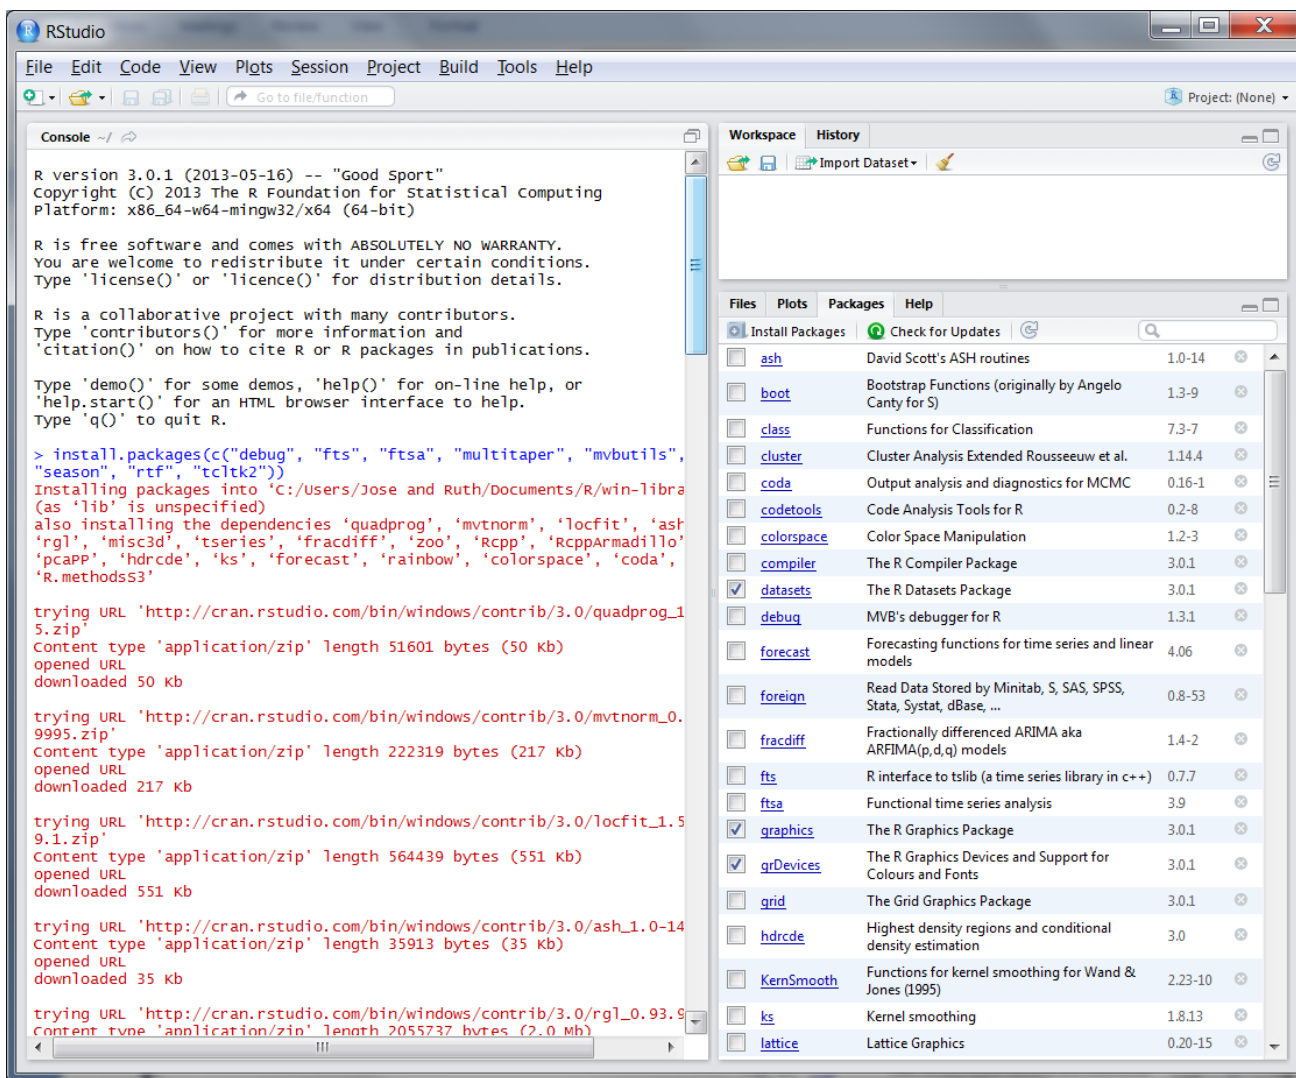 RStudio
File Edit Code View Plots Session Project Build Tools Help
Go to file/function
Project: (None)
Console ~/
R version 3.0.1 (2013-05-16) -- "Good Sport"
Copyright (C) 2013 The R Foundation for Statistical Computing
Platform: x86_64-w64-mingw32/x64 (64-bit)
R is free software and comes with ABSOLUTELY NO WARRANTY.
You are welcome to redistribute it under certain conditions.
Type 'license()' or 'licence()' for distribution details.
R is a collaborative project with many contributors.
Type 'contributors()' for more information and
'citation()' on how to cite R or R packages in publications.
Type 'demo()' for some demos, 'help()' for on-line help, or
'help.start()' for an HTML browser interface to help.
Type 'q()' to quit R.
> install.packages(c("debug", "fts", "ftsa", "multitaper", "mvbutils",
"season", "rtf", "tcltk2"))
Installing packages into ‘C:/Users/Jose and Ruth/Documents/R/win-libra
(as ‘lib’ is unspecified)
also installing the dependencies ‘quadprog’, ‘mvtnorm’, ‘locfit’, ‘ash
‘rgl’, ‘misc3d’, ‘tseries’, ‘fracdiff’, ‘zoo’, ‘Rcpp’, ‘RcppArmadillo’
‘pcaPP’, ‘hdrcde’, ‘ks’, ‘forecast’, ‘rainbow’, ‘colorspace’, ‘coda’,
‘R.methodsS3’
trying URL 'http://cran.rstudio.com/bin/windows/contrib/3.0/quadprog_1
5.zip'
Content type 'application/zip' length 51601 bytes (50 Kb)
opened URL
downloaded 50 Kb
trying URL 'http://cran.rstudio.com/bin/windows/contrib/3.0/mvtnorm_0.
9995.zip'
Content type 'application/zip' length 222319 bytes (217 Kb)
opened URL
downloaded 217 Kb
trying URL 'http://cran.rstudio.com/bin/windows/contrib/3.0/locfit_1.5
9.1.zip'
Content type 'application/zip' length 564439 bytes (551 Kb)
opened URL
downloaded 551 Kb
trying URL 'http://cran.rstudio.com/bin/windows/contrib/3.0/ash_1.0-14
Content type 'application/zip' length 35913 bytes (35 Kb)
opened URL
downloaded 35 Kb
trying URL 'http://cran.rstudio.com/bin/windows/contrib/3.0/rgl_0.93.9
Content type 'application/zip' length 2055737 bytes (2.0 Mb)
Workspace History
Import Dataset
Files Plots Packages Help
Install Packages Check for Updates
ash David Scott's ASH routines 1.0-14
boot Bootstrap Functions (originally by Angelo
Canty for S) 1.3-9
class Functions for Classification 7.3-7
cluster Cluster Analysis Extended Rousseeuw et al. 1.14.4
coda Output analysis and diagnostics for MCMC 0.16-1
codetools Code Analysis Tools for R 0.2-8
colorspace Color Space Manipulation 1.2-3
compiler The R Compiler Package 3.0.1
datasets The R Datasets Package 3.0.1
debug MVB's debugger for R 1.3.1
forecast Forecasting functions for time series and linear
models 4.06
foreign Read Data Stored by Minitab, S, SAS, SPSS,
Stata, Systat, dBase, ... 0.8-53
fracdiff Fractionally differenced ARIMA aka
ARFIMA(p,d,q) models 1.4-2
fts R interface to tslib (a time series library in c++) 0.7.7
ftsa Functional time series analysis 3.9
graphics The R Graphics Package 3.0.1
grDevices The R Graphics Devices and Support for
Colours and Fonts 3.0.1
grid The Grid Graphics Package 3.0.1
hdrcde Highest density regions and conditional
density estimation 3.0
KernSmooth Functions for kernel smoothing for Wand &
Jones (1995) 2.23-10
ks Kernel smoothing 1.8.13
lattice Lattice Graphics 0.20-15